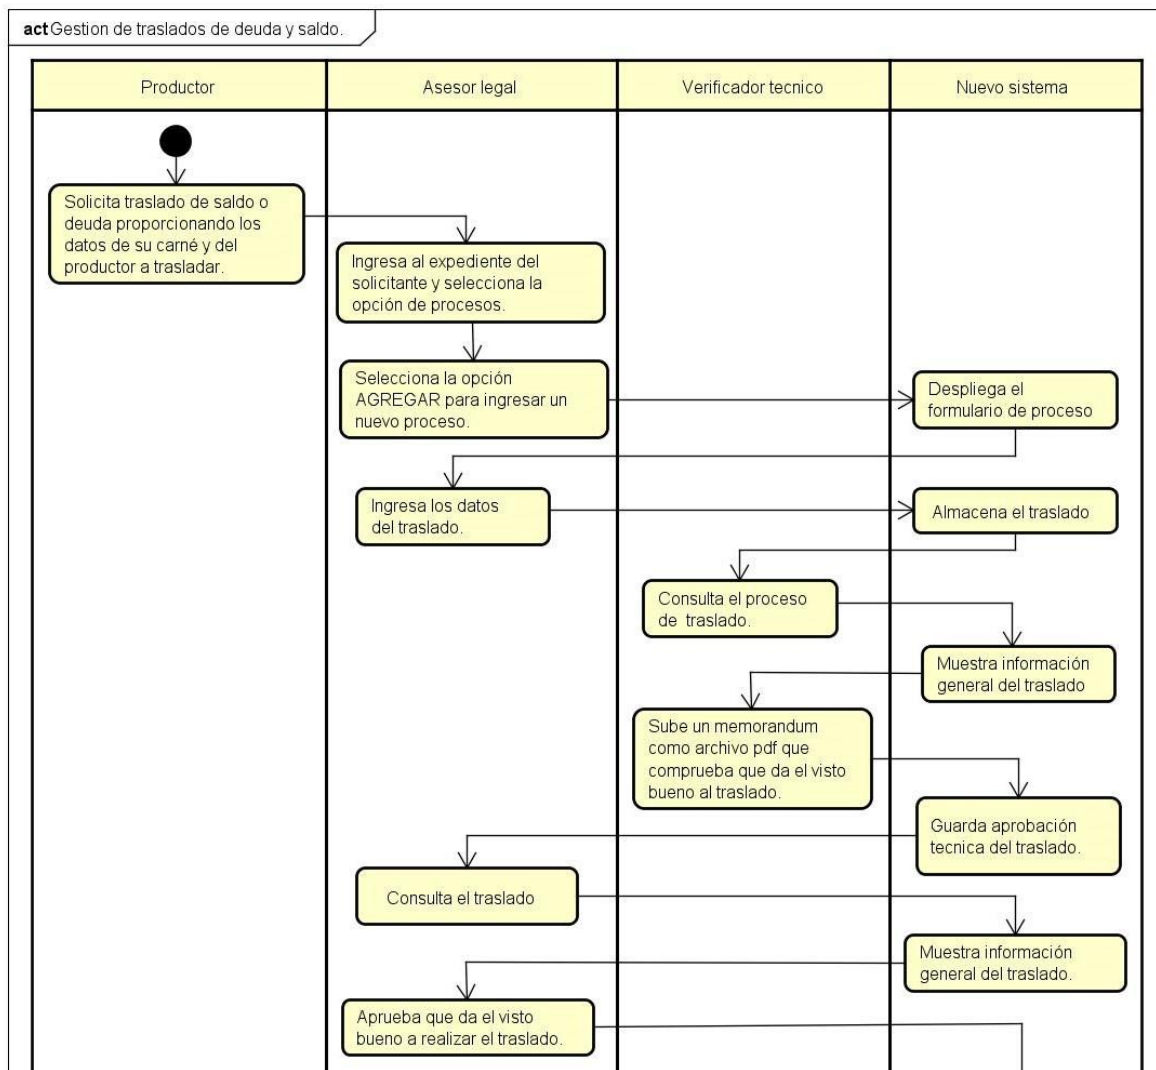 act Gestion de traslados de deuda y saldo.
Productor
Asesor legal
Verificador tecnico
Nuevo sistema
Solicita traslado de saldo o
deuda proporcionando los
datos de su carné y del
productor a trasladar.
Ingresa al expediente del
solicitante y selecciona la
opción de procesos.
Selecciona la opción
AGREGAR para ingresar un
nuevo proceso.
Despliega el
formulario de proceso
Ingresa los datos
del traslado.
Almacena el traslado
Consulta el proceso
de traslado.
Muestra información
general del traslado
Sube un memorandum
como archivo pdf que
comprueba que da el visto
bueno al traslado.
Guarda aprobación
tecnica del traslado.
Consulta el traslado
Muestra información
general del traslado.
Aprueba que da el visto
bueno a realizar el traslado.